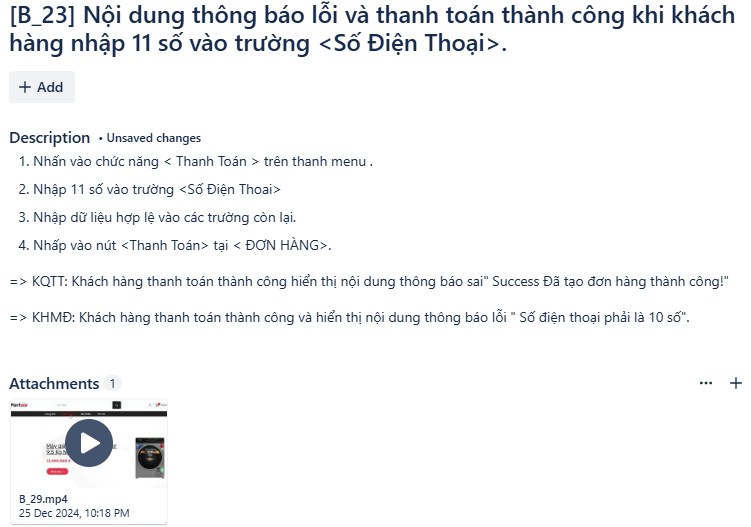 [B_23] Nội dung thông báo lỗi và thanh toán thành công khi khách
hàng nhập 11 số vào trường <Số Điện Thoại>.
+ Add
Description • Unsaved changes
1. Nhấn vào chức năng < Thanh Toán > trên thanh menu .
2. Nhập 11 số vào trường <Số Điện Thoai>
3. Nhập dữ liệu hợp lệ vào các trường còn lại.
4. Nhấp vào nút <Thanh Toán> tại < ĐƠN HÀNG>.
=> KQTT: Khách hàng thanh toán thành công hiển thị nội dung thông báo sai" Success Đã tạo đơn hàng thành công!"
=> KHMĐ: Khách hàng thanh toán thành công và hiển thị nội dung thông báo lỗi " Số điện thoại phải là 10 số".
Attachments 1
B_29.mp4
25 Dec 2024, 10:18 PM